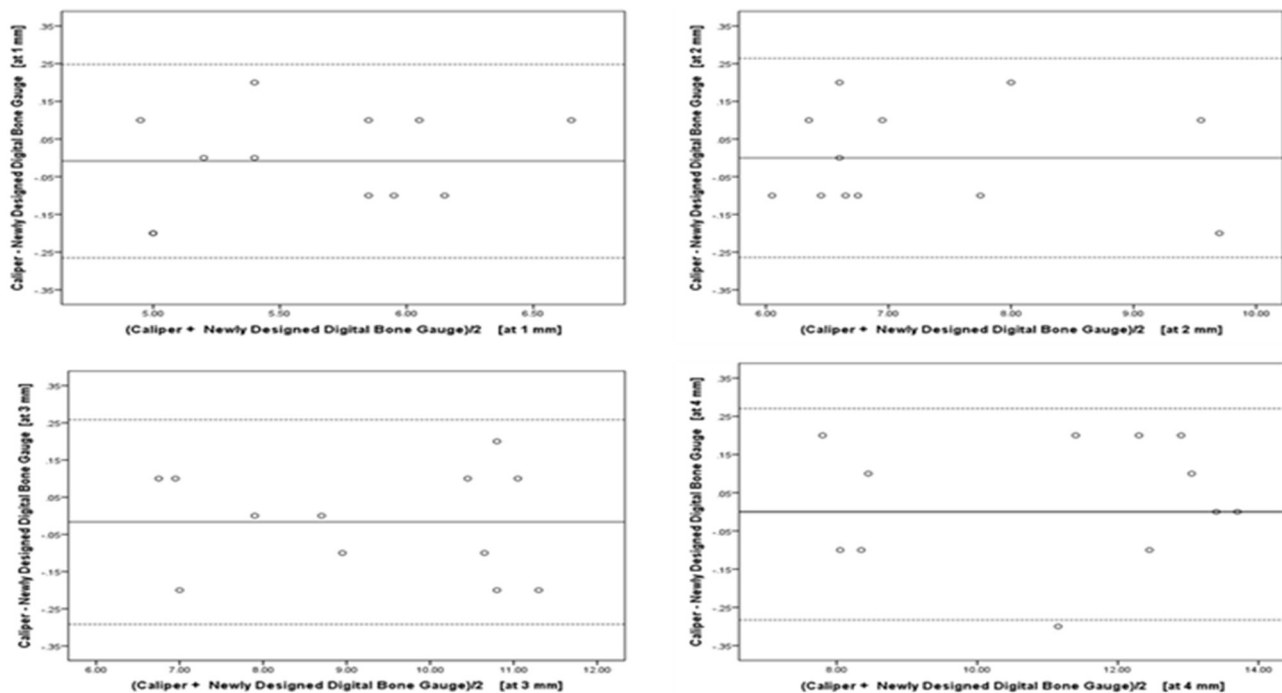 Caliper - Newly Designed Digital Bone Gauge [at 1 mm]
.35
.25
.15
.05
-.05
-.15
-.25
-.35
5.00 5.50 6.00 6.50
(Caliper + Newly Designed Digital Bone Gauge)/2 [at 1 mm]
Caliper - Newly Designed Digital Bone Gauge [at 2 mm]
.35
.25
.15
.05
-.05
-.15
-.25
-.35
6.00 7.00 8.00 9.00 10.00
(Caliper + Newly Designed Digital Bone Gauge)/2 [at 2 mm]
Caliper - Newly Designed Digital Bone Gauge [at 3 mm]
.35
.25
.15
.05
-.05
-.15
-.25
-.35
6.00 7.00 8.00 9.00 10.00 11.00 12.00
(Caliper + Newly Designed Digital Bone Gauge)/2 [at 3 mm]
Caliper - Newly Designed Digital Bone Gauge [at 4 mm]
.35
.25
.15
.05
-.05
-.15
-.25
-.35
8.00 10.00 12.00 14.00
(Caliper + Newly Designed Digital Bone Gauge)/2 [at 4 mm]